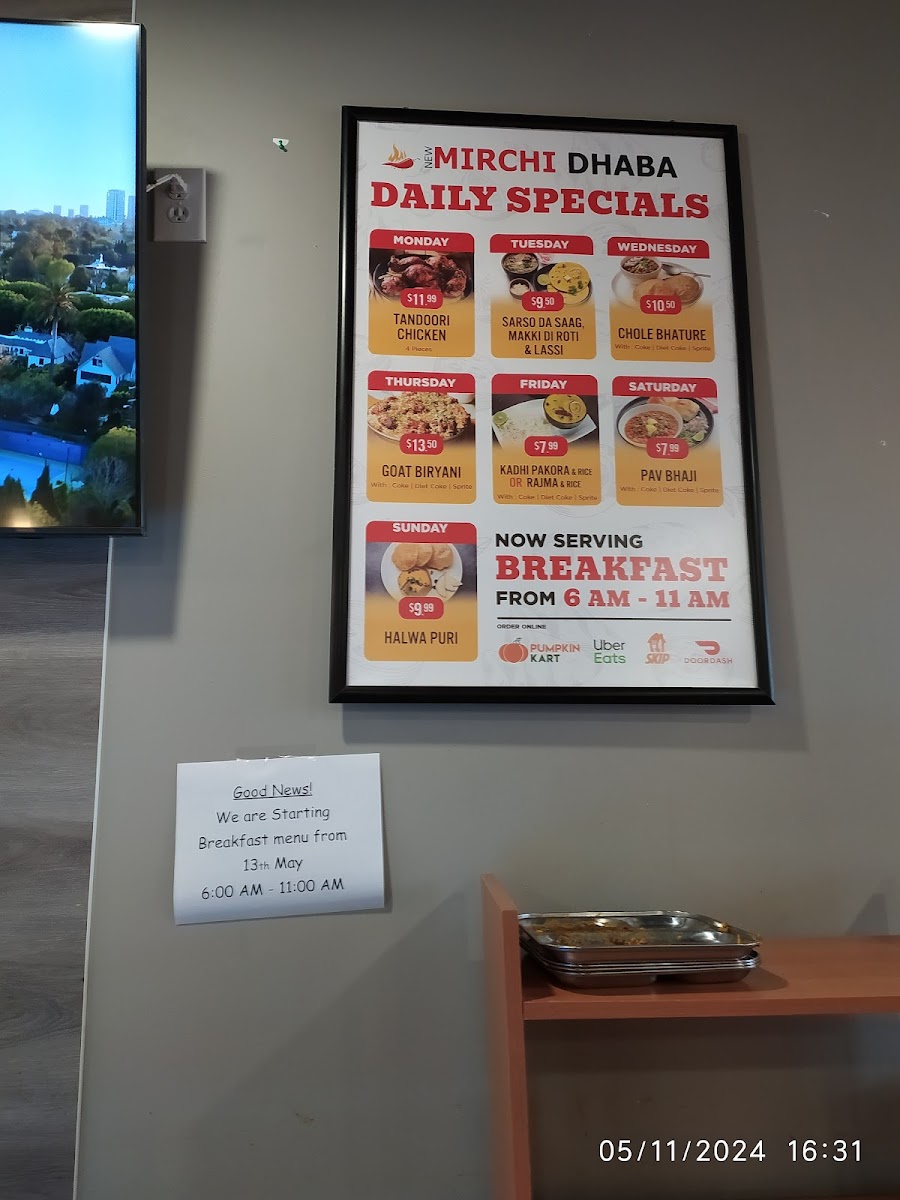 NEW MIRCHI DHABA
DAILY SPECIALS
MONDAY
$11.99
TANDOORI
CHICKEN
4 Pieces
TUESDAY
$9.50
SARSO DA SAAG,
MAKKI DI ROTI
& LASSI
WEDNESDAY
$10.50
CHOLE BHATURE
With : Coke | Diet Coke | Sprite
THURSDAY
$13.50
GOAT BIRYANI
With : Coke | Diet Coke | Sprite
FRIDAY
$7.99
KADHI PAKORA & RICE
OR RAJMA & RICE
With : Coke | Diet Coke | Sprite
SATURDAY
$7.99
PAV BHAJI
With : Coke | Diet Coke | Sprite
SUNDAY
$9.99
HALWA PURI
NOW SERVING
BREAKFAST
FROM 6 AM - 11 AM
ORDER ONLINE
PUMPKIN
KART
Uber
Eats
SKIP
DOORDASH
Good News!
We are Starting
Breakfast menu from
13th May
6:00 AM - 11:00 AM
05/11/2024 16:31